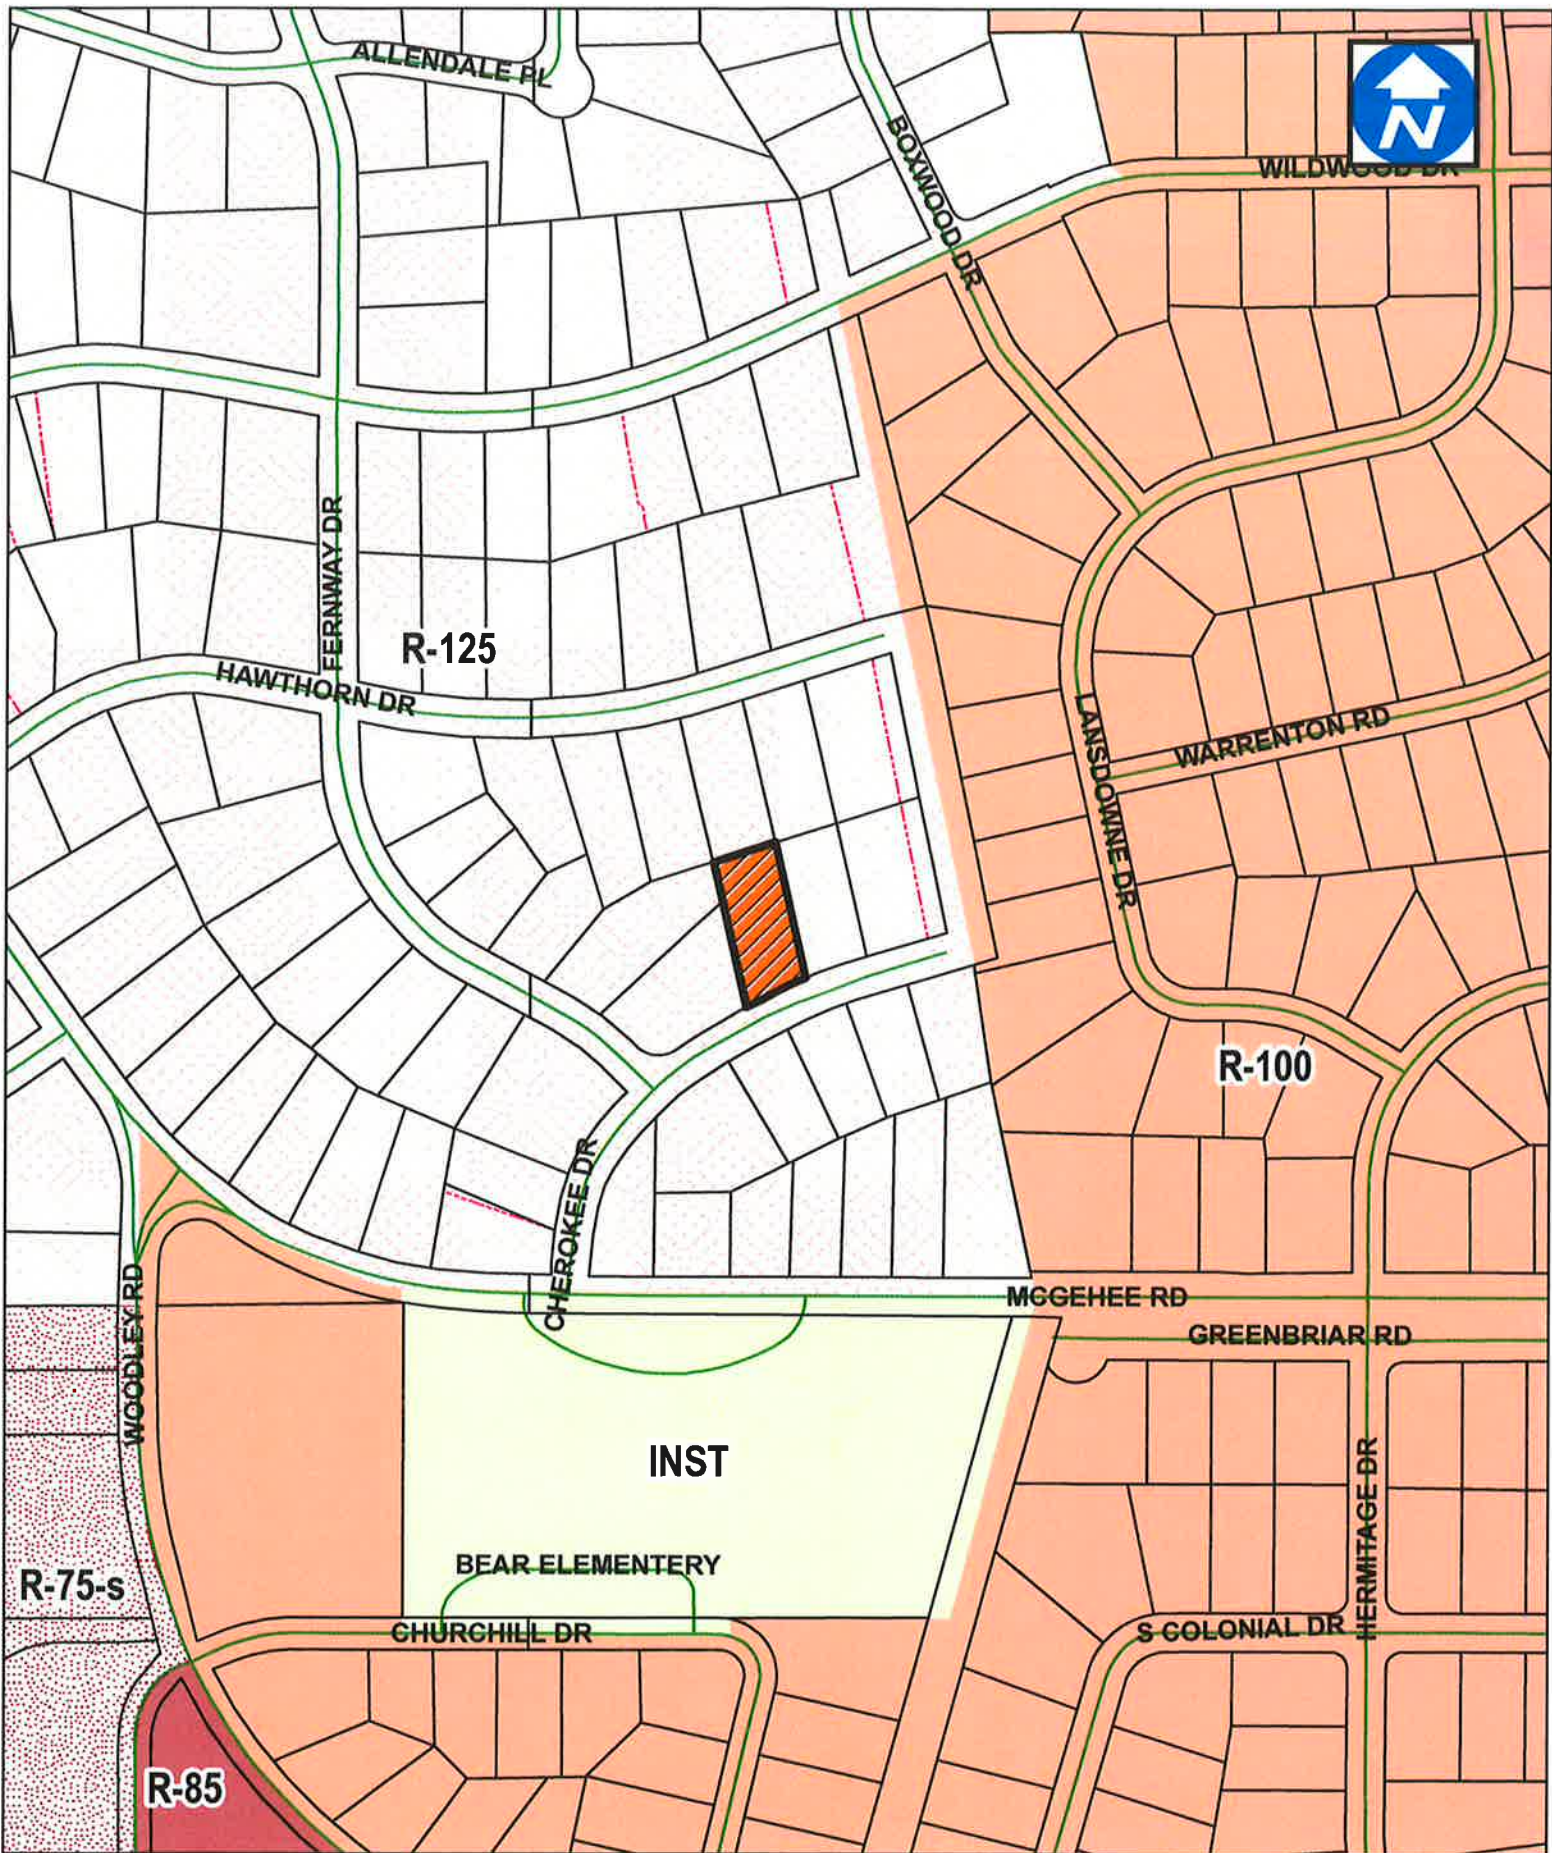 ALLENDALE PL
N
BOXWOOD DR
WILDWOOD DR
FERNWAY DR
R-125
HAWTHORN DR
LANSDOWNE DR
WARRENTON RD
R-100
CHEROKEE DR
WOODLEY RD
MCGEHEE RD
GREENBRIAR RD
INST
HERMITAGE DR
BEAR ELEMENTERY
R-75-s
CHURCHILL DR
S COLONIAL DR
R-85